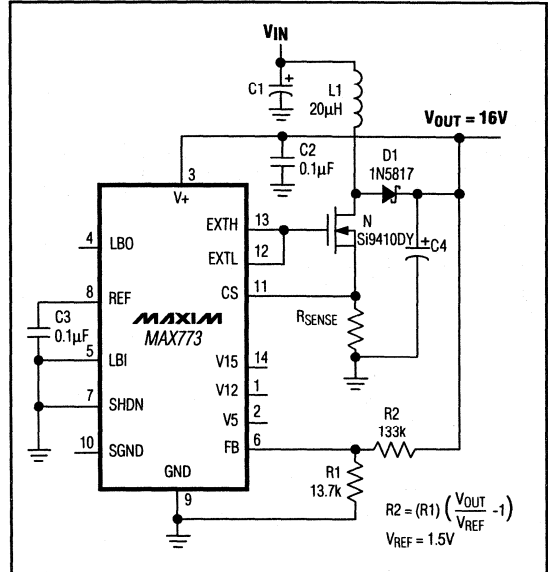 VIN
C1
+
L1
20µH
VOUT = 16V
C2
0.1µF
D1
1N5817
3
V+
EXTH
13
N
Si9410DY
+
C4
4
LBO
EXTL
12
8
REF
CS
11
C3
0.1µF
MAXIM
MAX773
RSENSE
5
LBI
V15
14
7
SHDN
V12
1
V5
2
10
SGND
FB
6
R2
133k
GND
9
R1
13.7k
R2 = (R1) (VOUT/VREF -1)
VREF = 1.5V